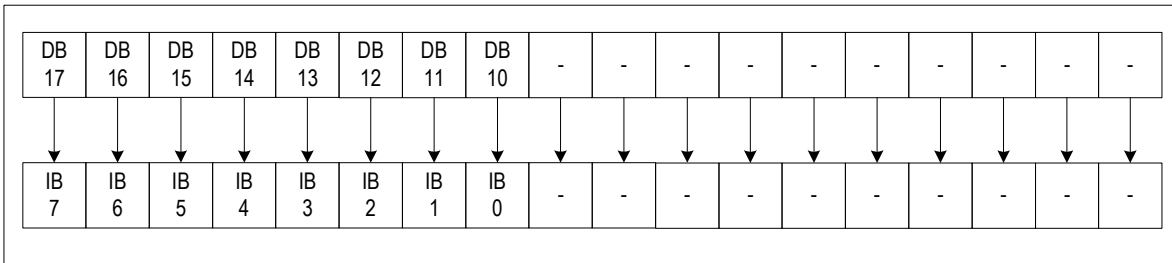 DB DB DB DB DB DB DB DB - - - - - - - - - -
17 16 15 14 13 12 11 10
IB IB IB IB IB IB IB IB - - - - - - - - - -
7 6 5 4 3 2 1 0